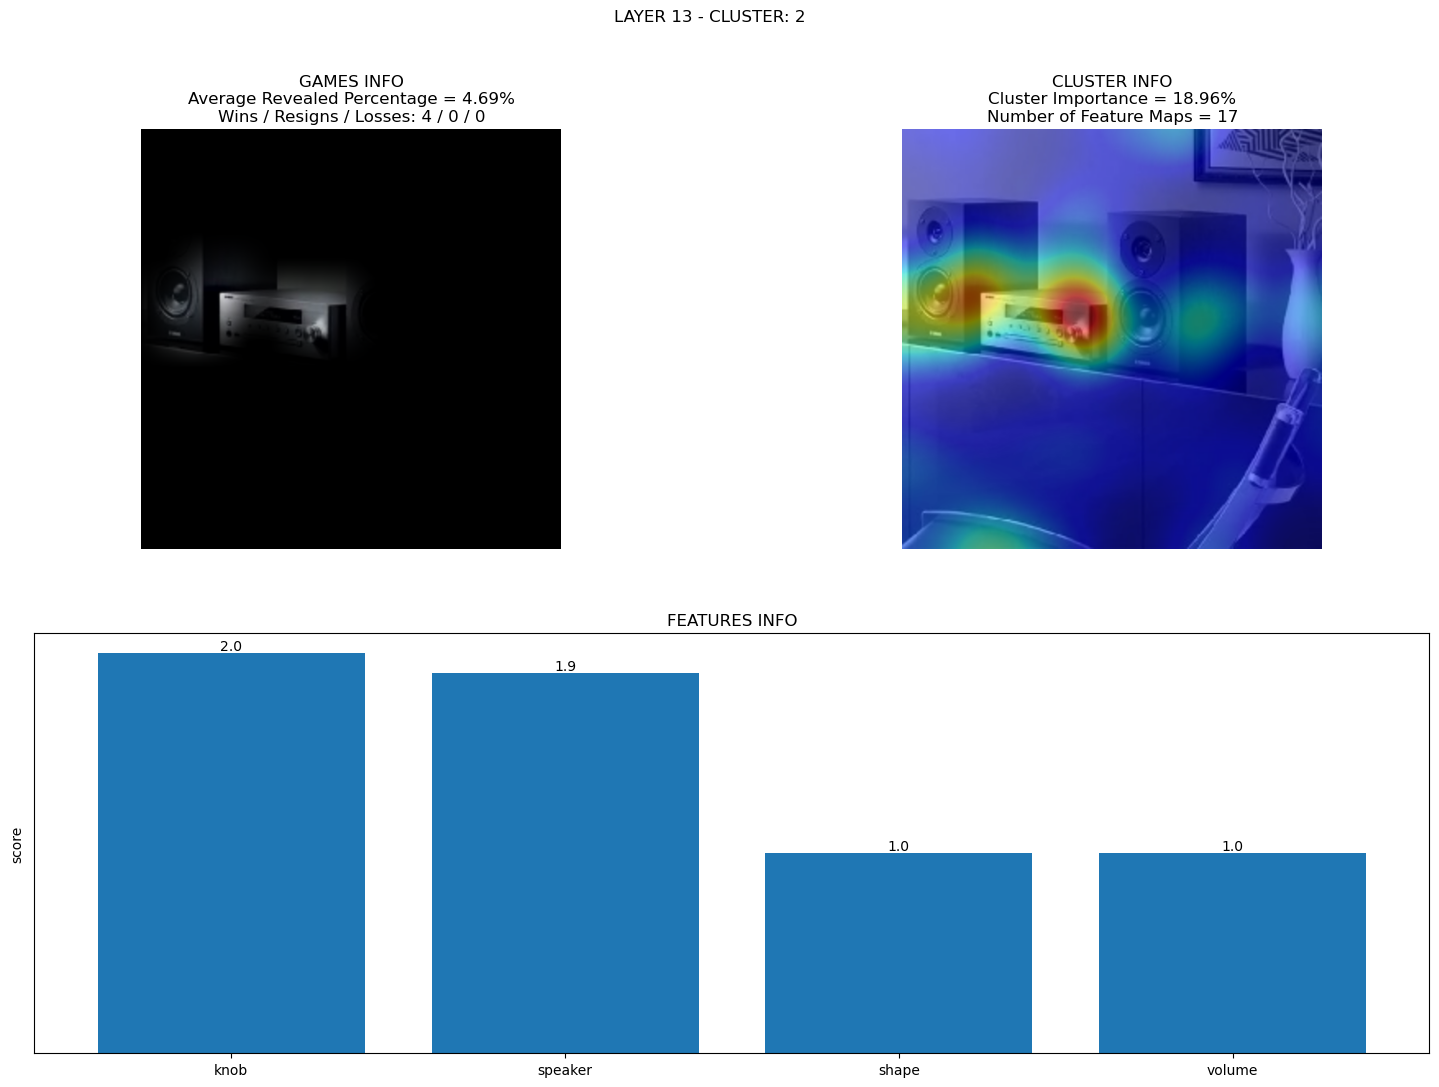 LAYER 13 - CLUSTER: 2
GAMES INFO
Average Revealed Percentage = 4.69%
Wins / Resigns / Losses: 4 / 0 / 0
CLUSTER INFO
Cluster Importance = 18.96%
Number of Feature Maps = 17
FEATURES INFO
score
2.0
1.9
1.0
1.0
knob
speaker
shape
volume